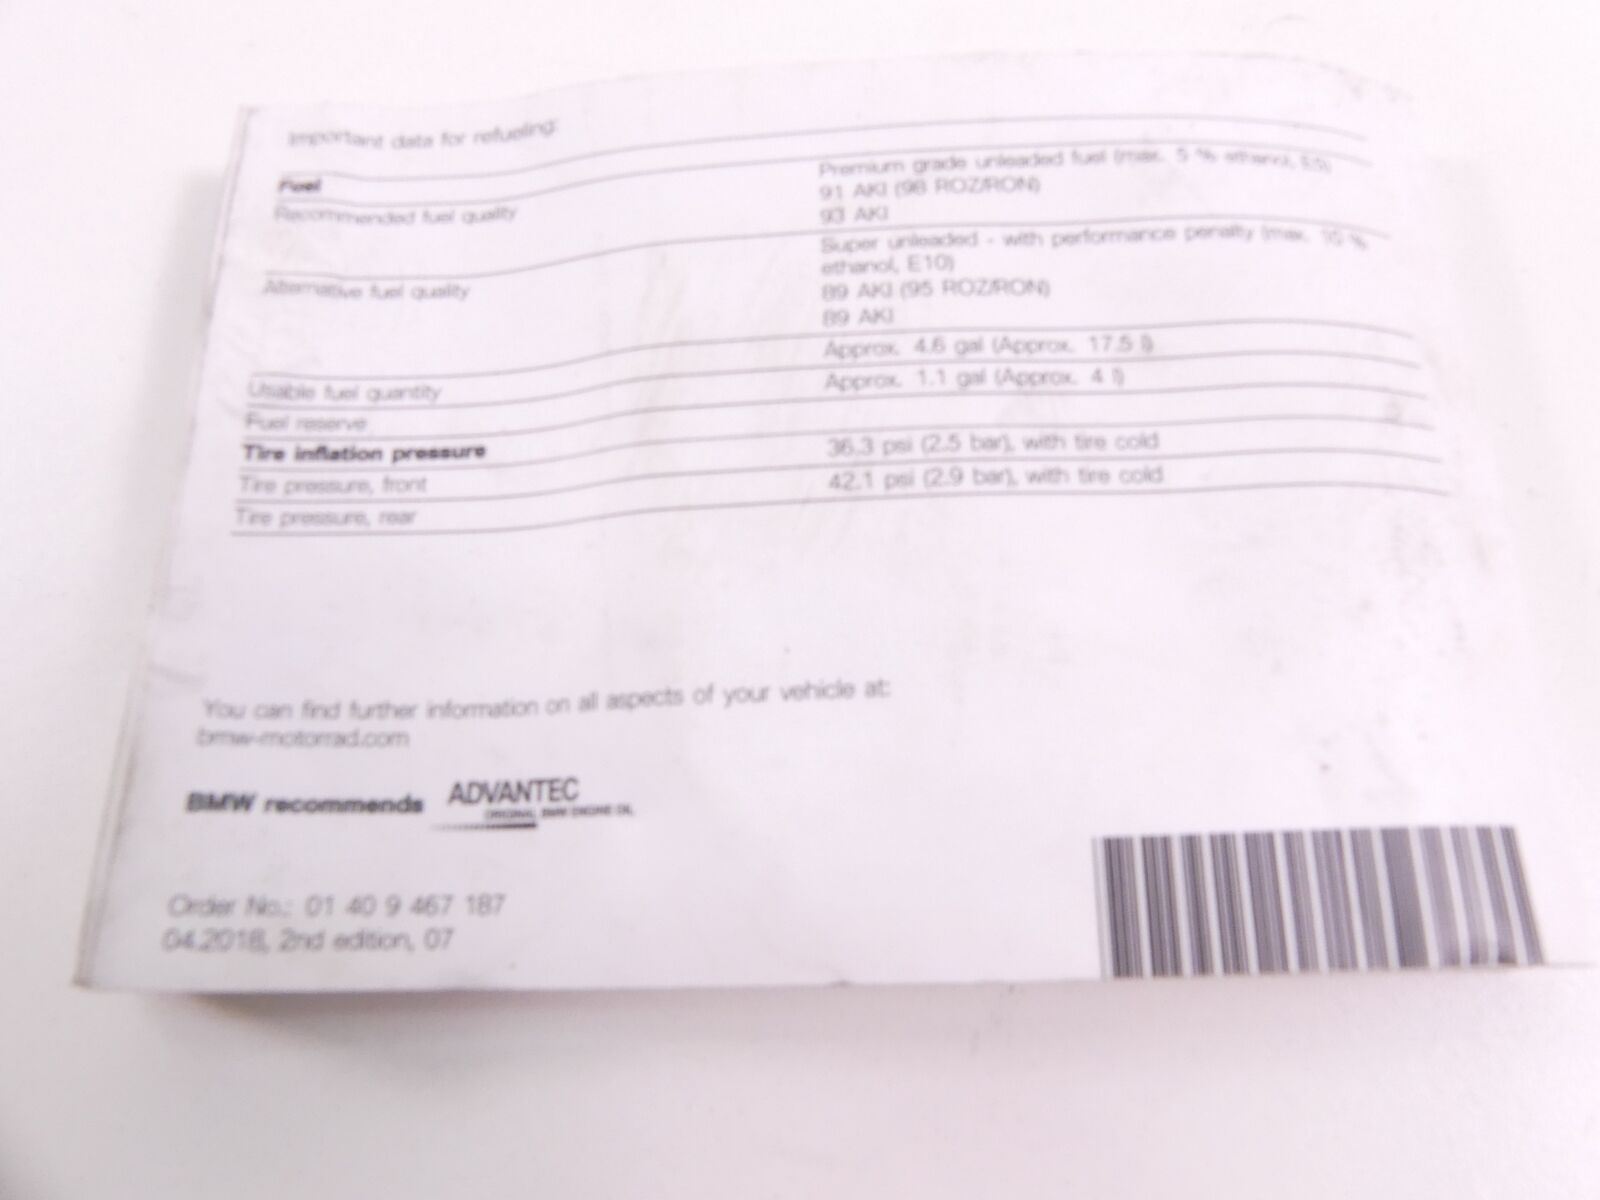 Important data for refueling:
Fuel
Recommended fuel quality Premium grade unleaded fuel (max. 5 % ethanol, E5)
91 AKI (98 ROZ/RON)
93 AKI
Alternative fuel quality Super unleaded - with performance penalty (max. 10 %
ethanol, E10)
89 AKI (95 ROZ/RON)
89 AKI
Usable fuel quantity Approx. 4.6 gal (Approx. 17.5 l)
Fuel reserve Approx. 1.1 gal (Approx. 4 l)
Tire inflation pressure
Tire pressure, front 36.3 psi (2.5 bar), with tire cold
Tire pressure, rear 42.1 psi (2.9 bar), with tire cold
You can find further information on all aspects of your vehicle at:
bmw-motorrad.com
BMW recommends ADVANTEC
ORIGINAL BMW ENGINE OIL
Order No.: 01 40 9 467 187
04.2018, 2nd edition, 07